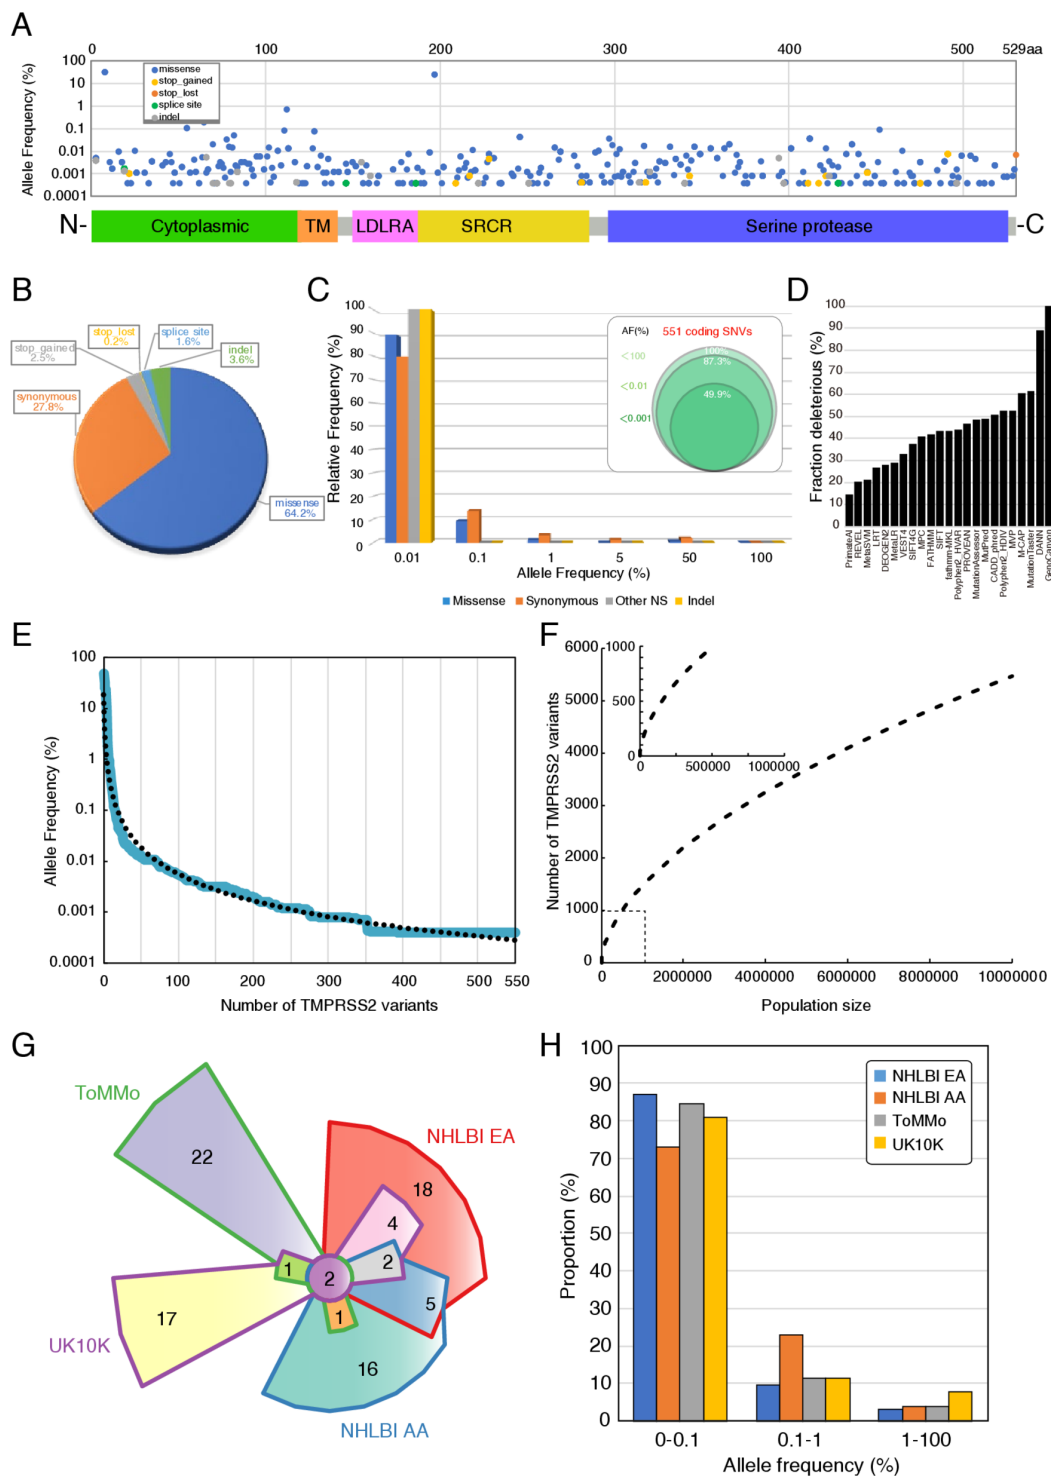 A
0 100 200 300 400 500 529aa
Allele Frequency (%)
100
10
1
0.1
0.01
0.001
0.0001
missense
stop_gained
stop_lost
splice site
indel
N- Cytoplasmic TM LDLRA SRCR Serine protease -C
B
stop_lost
0.2%
splice_site
1.6%
stop_gained
2.5%
indel
3.6%
synonymous
27.8%
missense
64.2%
C
Relative Frequency (%)
100
90
80
70
60
50
40
30
20
10
0
0.01 0.1 1 5 50 100
Allele Frequency (%)
Missense Synonymous Other NS Indel
AF(%) 551 coding SNVs
<100
<0.01
<0.001
100%
87.3%
49.9%
D
Fraction deleterious (%)
100
90
80
70
60
50
40
30
20
10
0
PrimateAI
REVEL
MetaSVM
LRT
DEOGEN2
MetaLR
VEST4
SIFT4G
MPC
FATHMM
SIFT
fathmm-MKL
Polyphen2_HVAR
PROVEAN
MutationAssessor
MutPred
CADD_phred
Polyphen2_HDIV
MVP
M-CAP
MutationTaster
DANN
GenoCanyon
E
Allele Frequency (%)
100
10
1
0.1
0.01
0.001
0.0001
0 100 200 300 400 500 550
Number of TMPRSS2 variants
F
Number of TMPRSS2 variants
6000
5000
4000
3000
2000
1000
0
0 2000000 4000000 6000000 8000000 10000000
Population size
1000
500
0
0 500000 1000000
G
ToMMo
NHLBI EA
UK10K
NHLBI AA
22
18
4
2
1
2
5
17
1
16
H
Proportion (%)
100
90
80
70
60
50
40
30
20
10
0
NHLBI EA
NHLBI AA
ToMMo
UK10K
0-0.1 0.1-1 1-100
Allele frequency (%)